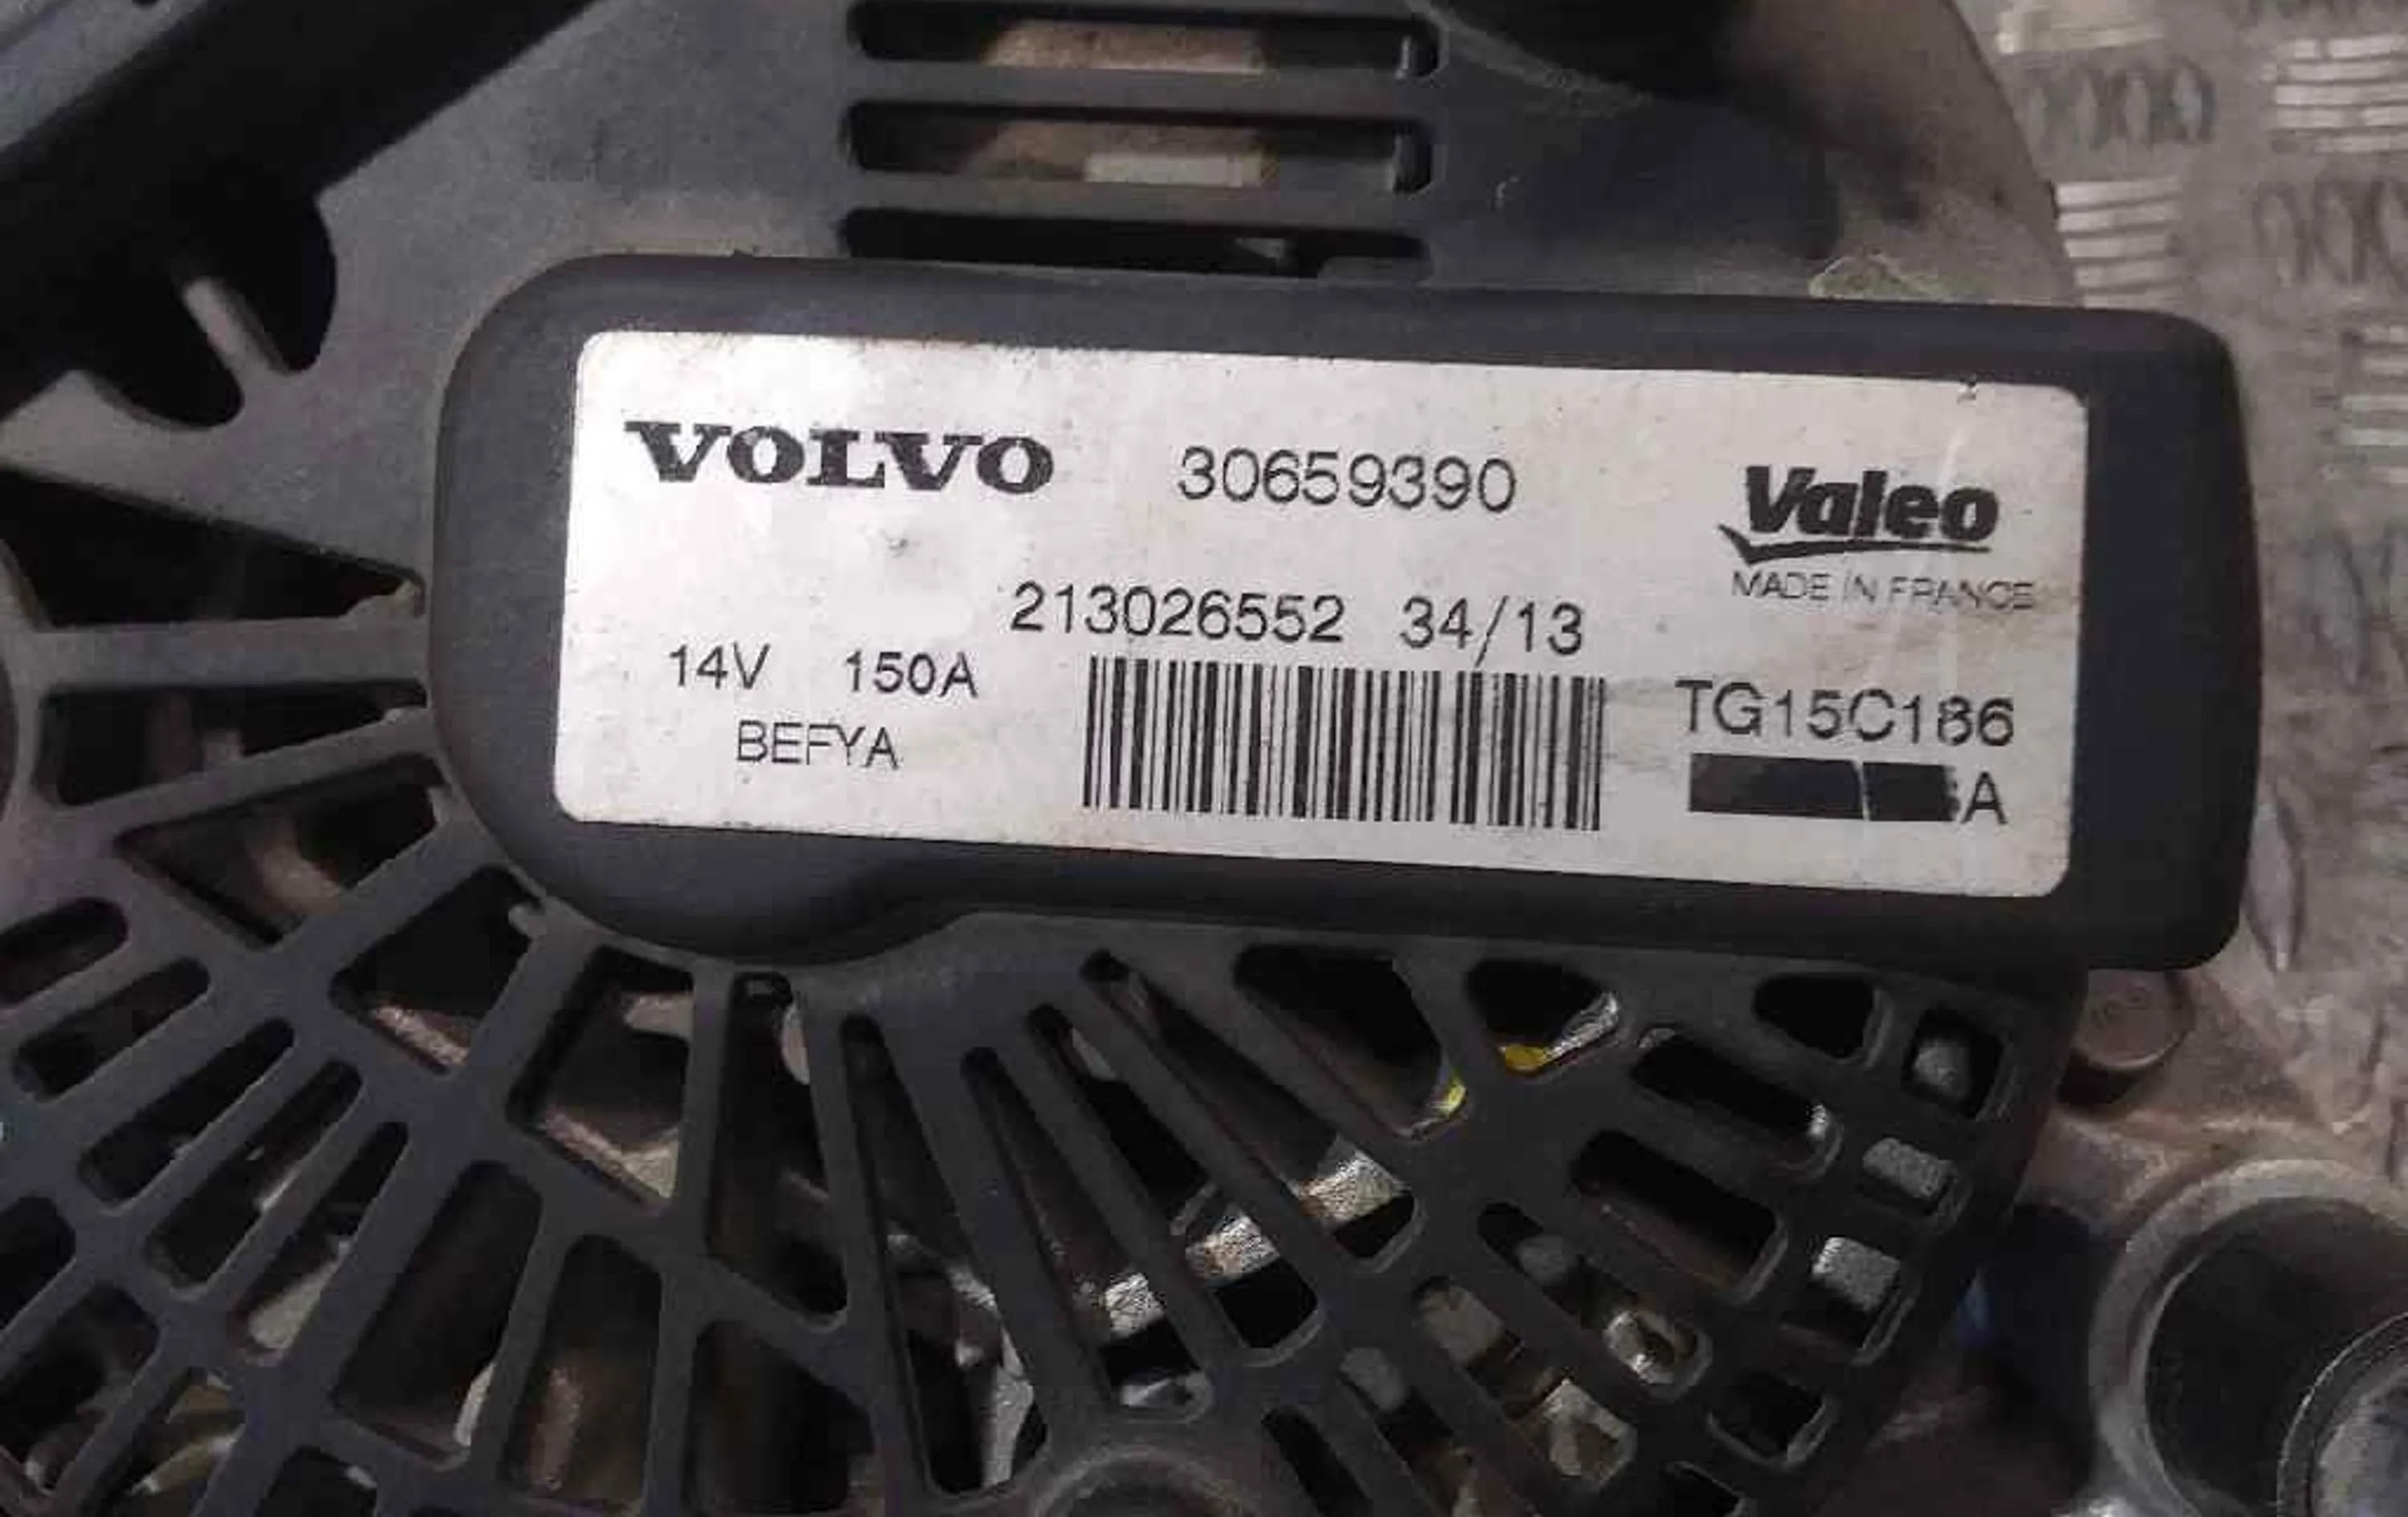 VOLVO 30659390
Valeo
MADE IN FRANCE
213026552 34/13
14V 150A
BEFYA
TG15C186
A